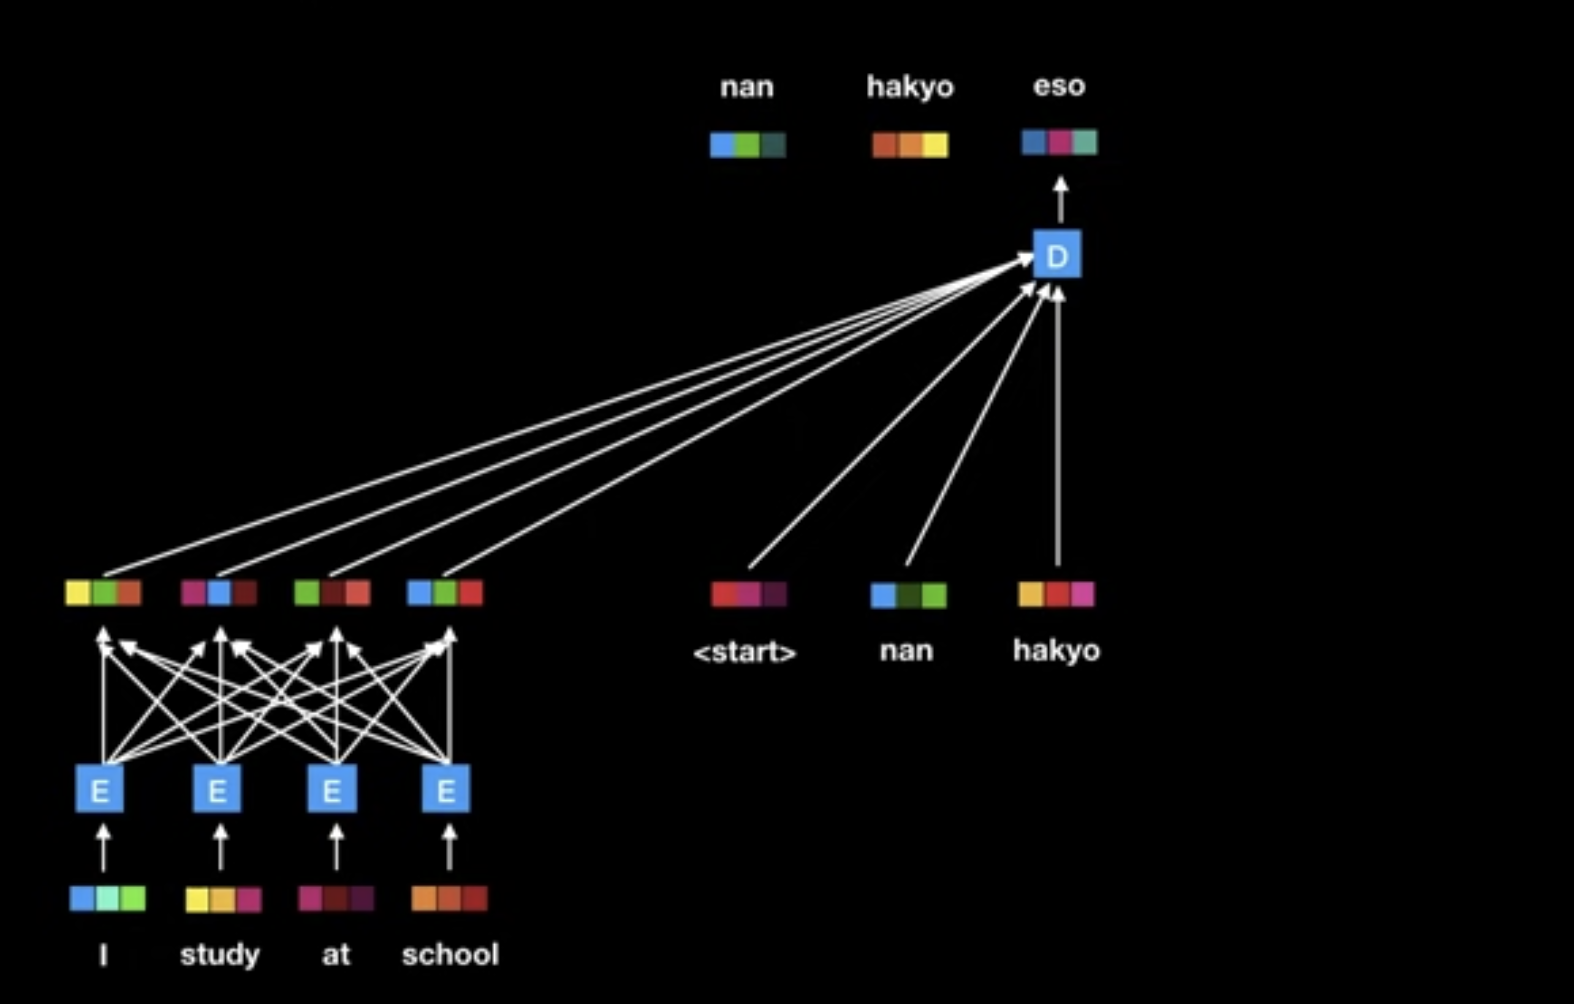 nan hakyo eso
D
<start> nan hakyo
E E E E
I study at school